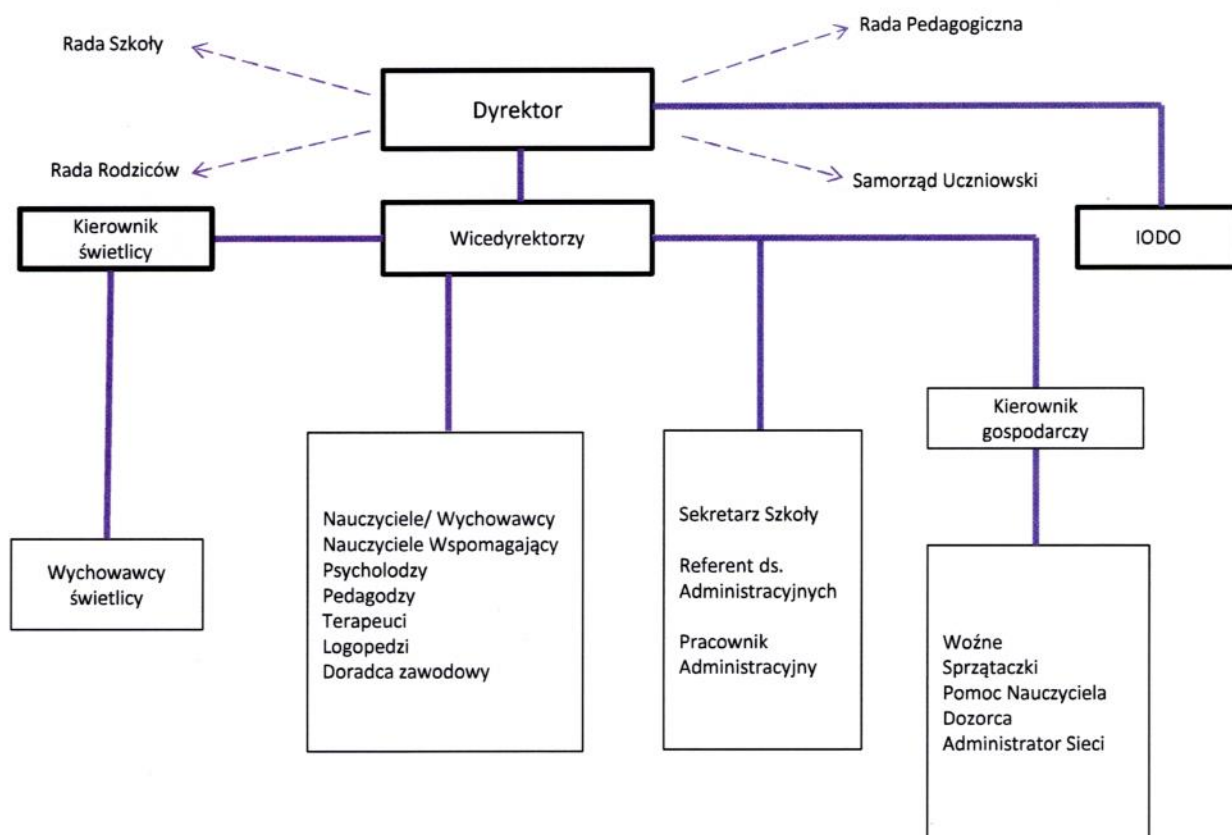 Rada Szkoły
Rada Pedagogiczna
Dyrektor
Rada Rodziców
Samorząd Uczniowski
Kierownik
świetlicy
Wicedyrektorzy
IODO
Kierownik
gospodarczy
Nauczyciele/ Wychowawcy
Nauczyciele Wspomagający
Psycholodzy
Pedagodzy
Terapeuci
Logopedzi
Doradca zawodowy
Sekretarz Szkoły
Referent ds.
Administracyjnych
Pracownik
Administracyjny
Wychowawcy
świetlicy
Woźne
Sprzątaczki
Pomoc Nauczyciela
Dozorca
Administrator Sieci